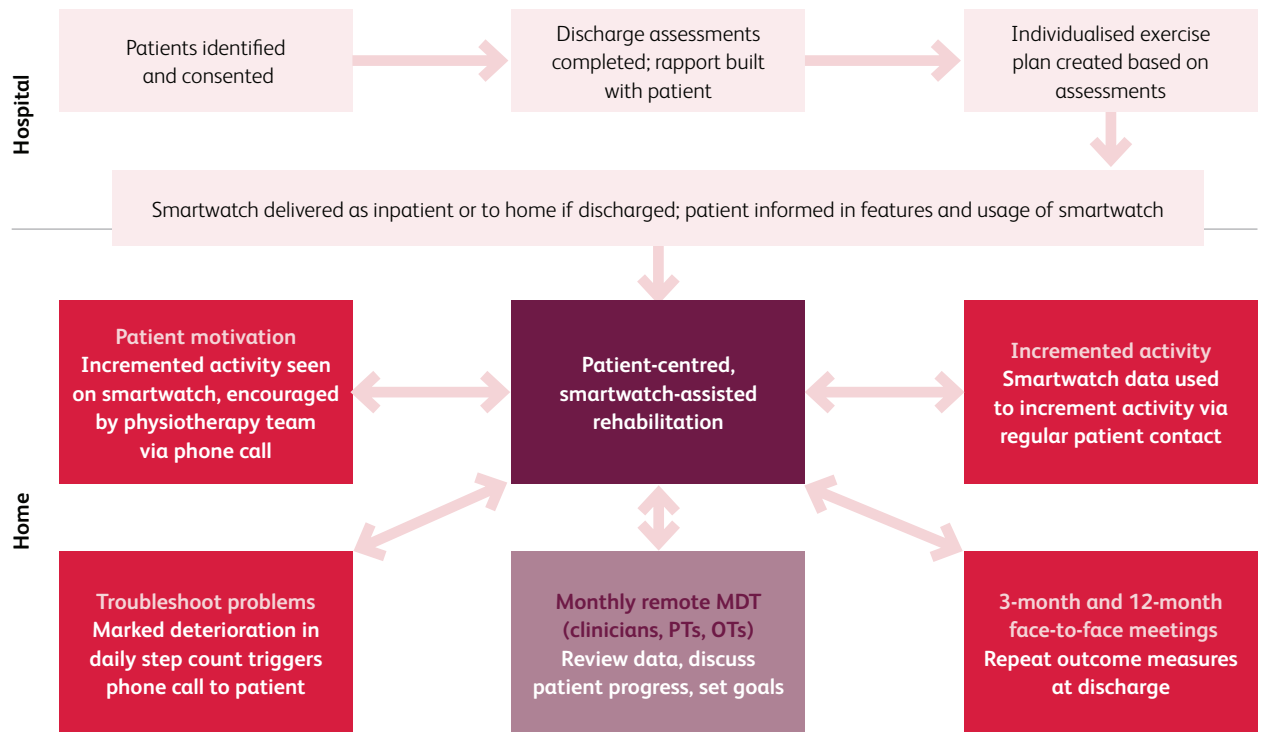 Hospital
Patients identified
and consented
Discharge assessments
completed; rapport built
with patient
Individualised exercise
plan created based on
assessments
Smartwatch delivered as inpatient or to home if discharged; patient informed in features and usage of smartwatch
Home
Patient motivation
Incremented activity seen
on smartwatch, encouraged
by physiotherapy team
via phone call
Patient-centred,
smartwatch-assisted
rehabilitation
Incremented activity
Smartwatch data used
to increment activity via
regular patient contact
Troubleshoot problems
Marked deterioration in
daily step count triggers
phone call to patient
Monthly remote MDT
(clinicians, PTs, OTs)
Review data, discuss
patient progress, set goals
3-month and 12-month
face-to-face meetings
Repeat outcome measures
at discharge